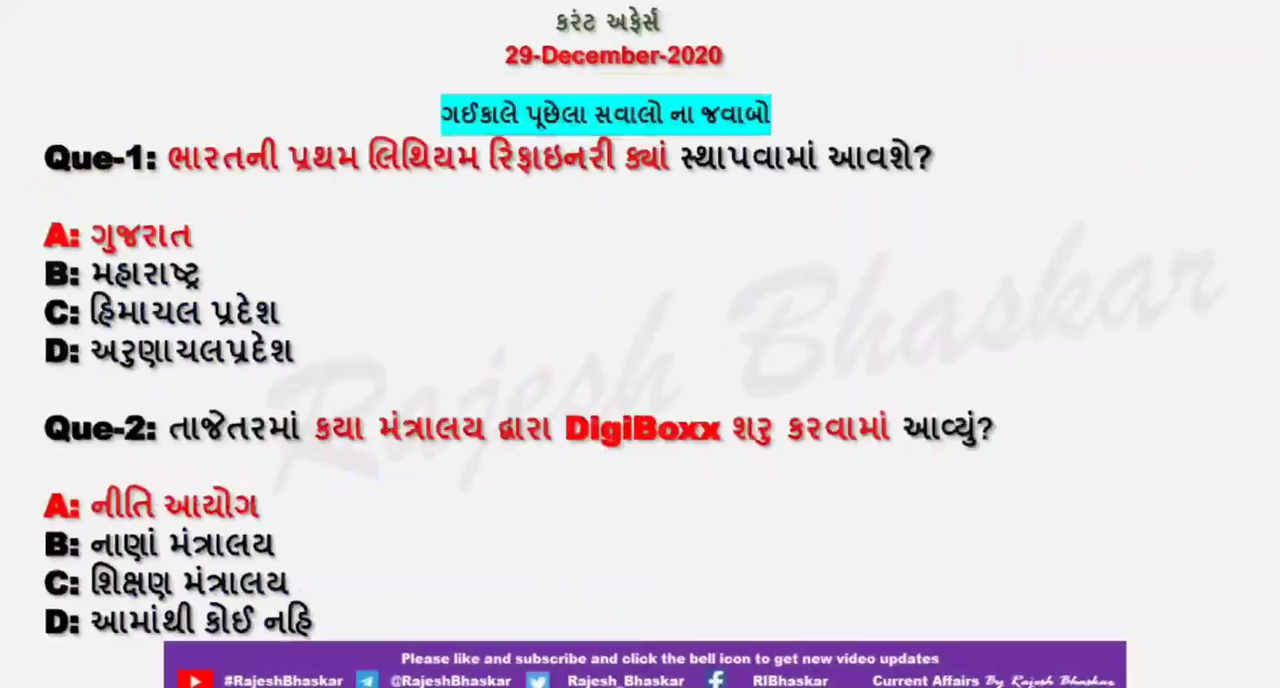 કરંટ અફેર્સ
29-December-2020
ગઈકાલે પૂછેલા સવાલો ના જવાબો
Que-1: ભારતની પ્રથમ લિથિયમ રિફાઇનરી ક્યાં સ્થાપવામાં આવશે?
A: ગુજરાત
B: મહારાષ્ટ્ર
C: હિમાચલ પ્રદેશ
D: અરુણાચલપ્રદેશ
Rajesh Bhaskar
Que-2: તાજેતરમાં કયા મંત્રાલય દ્વારા DigiBoxx શરુ કરવામાં આવ્યું?
A: નીતિ આયોગ
B: નાણાં મંત્રાલય
C: શિક્ષણ મંત્રાલય
D: આમાંથી કોઈ નહિ
Please like and subscribe and click the bell icon to get new video updates
#RajeshBhaskar @RajeshBhaskar Rajesh_Bhaskar RIBhaskar Current Affairs By Rajesh Bhaskar